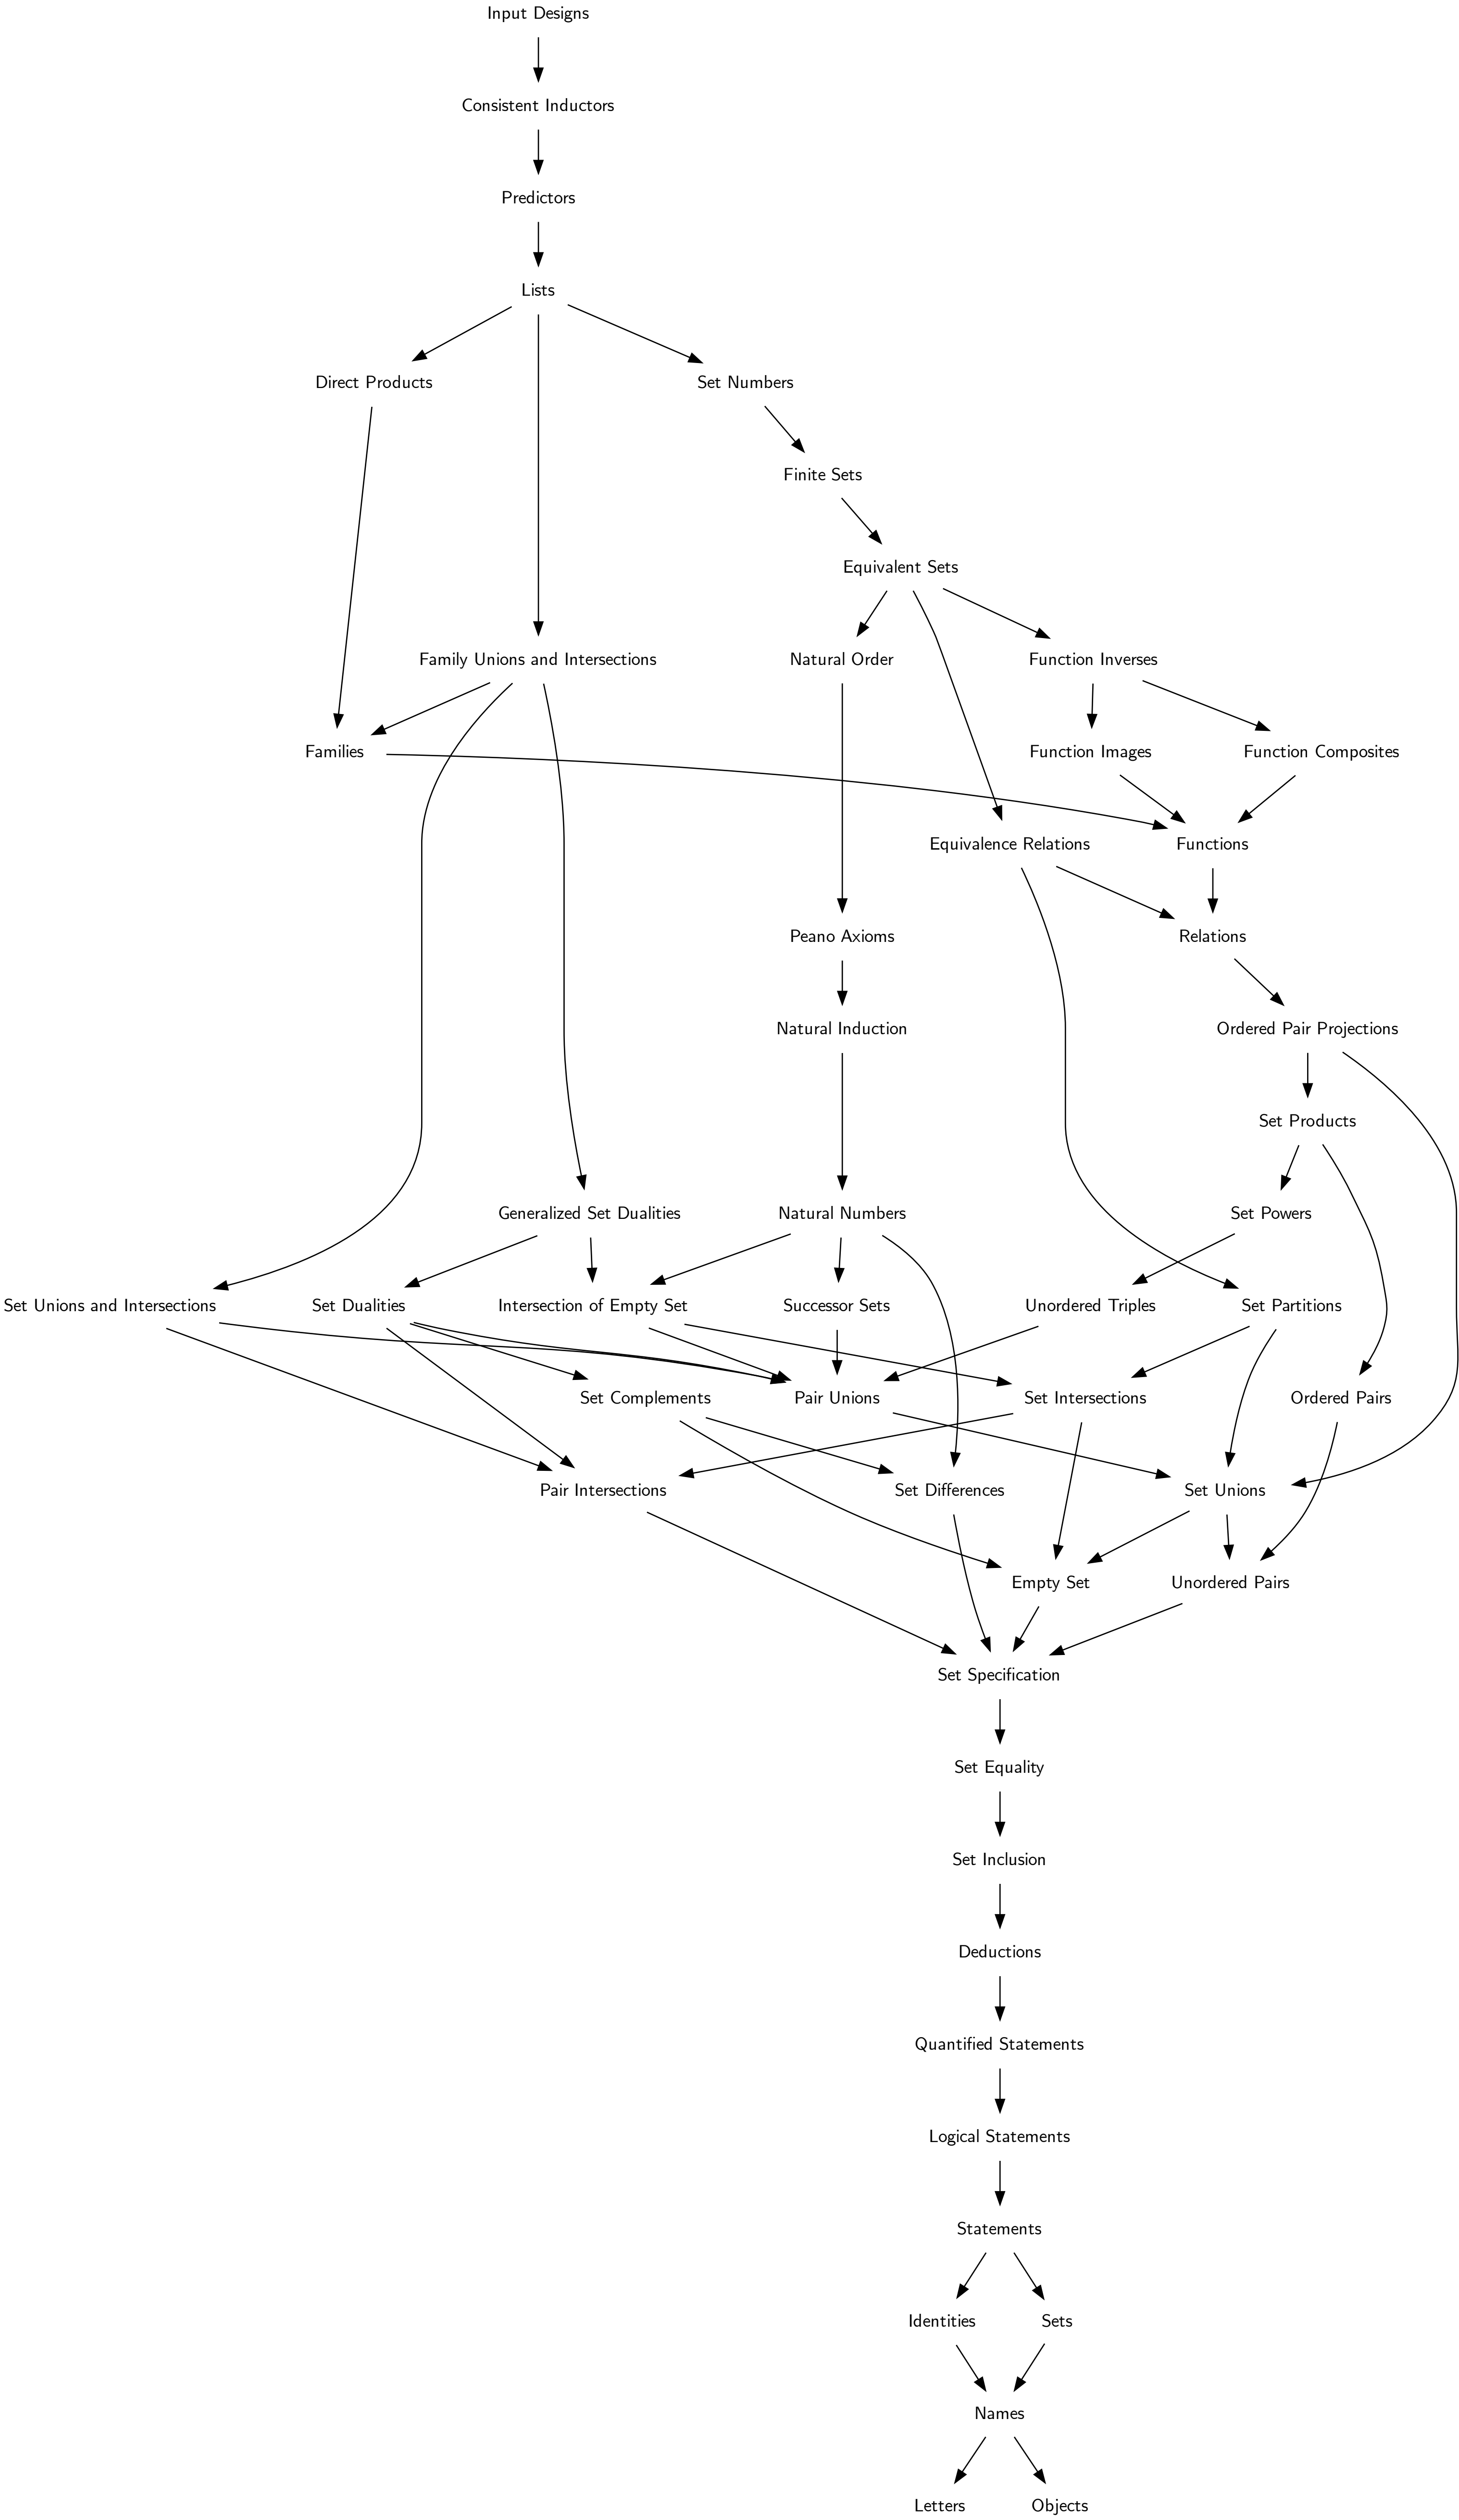 Input Designs
Consistent Inductors
Predictors
Lists
Direct Products
Set Numbers
Finite Sets
Equivalent Sets
Family Unions and Intersections
Natural Order
Function Inverses
Families
Function Images
Function Composites
Equivalence Relations
Functions
Peano Axioms
Relations
Natural Induction
Ordered Pair Projections
Set Products
Generalized Set Dualities
Natural Numbers
Set Powers
Set Unions and Intersections
Set Dualities
Intersection of Empty Set
Successor Sets
Unordered Triples
Set Partitions
Set Complements
Pair Unions
Set Intersections
Ordered Pairs
Pair Intersections
Set Differences
Set Unions
Empty Set
Unordered Pairs
Set Specification
Set Equality
Set Inclusion
Deductions
Quantified Statements
Logical Statements
Statements
Identities
Sets
Names
Letters
Objects